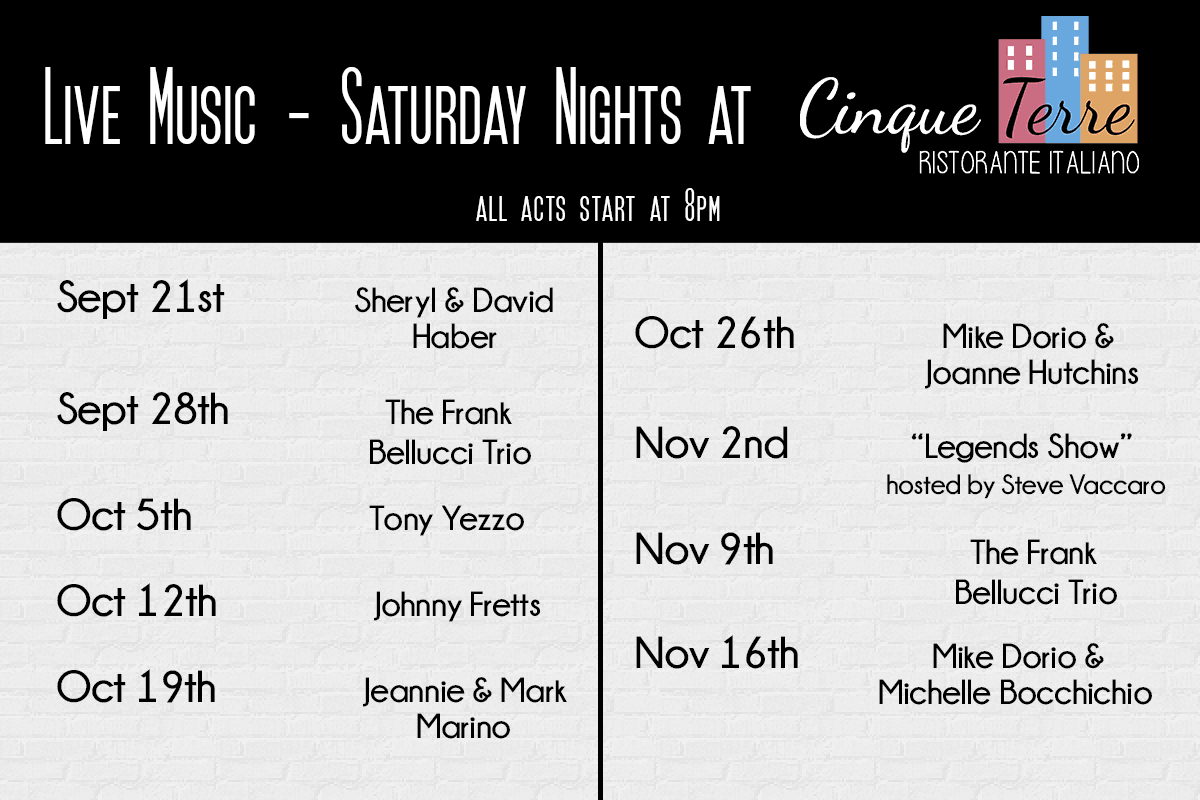 Live Music - Saturday Nights at Cinque Terre
RISTORANTE ITALIANO
ALL ACTS START AT 8PM
Sept 21st Sheryl & David
Haber
Sept 28th The Frank
Bellucci Trio
Oct 5th Tony Yezzo
Oct 12th Johnny Fretts
Oct 19th Jeannie & Mark
Marino
Oct 26th Mike Dorio &
Joanne Hutchins
Nov 2nd “Legends Show”
hosted by Steve Vaccaro
Nov 9th The Frank
Bellucci Trio
Nov 16th Mike Dorio &
Michelle Bocchichio